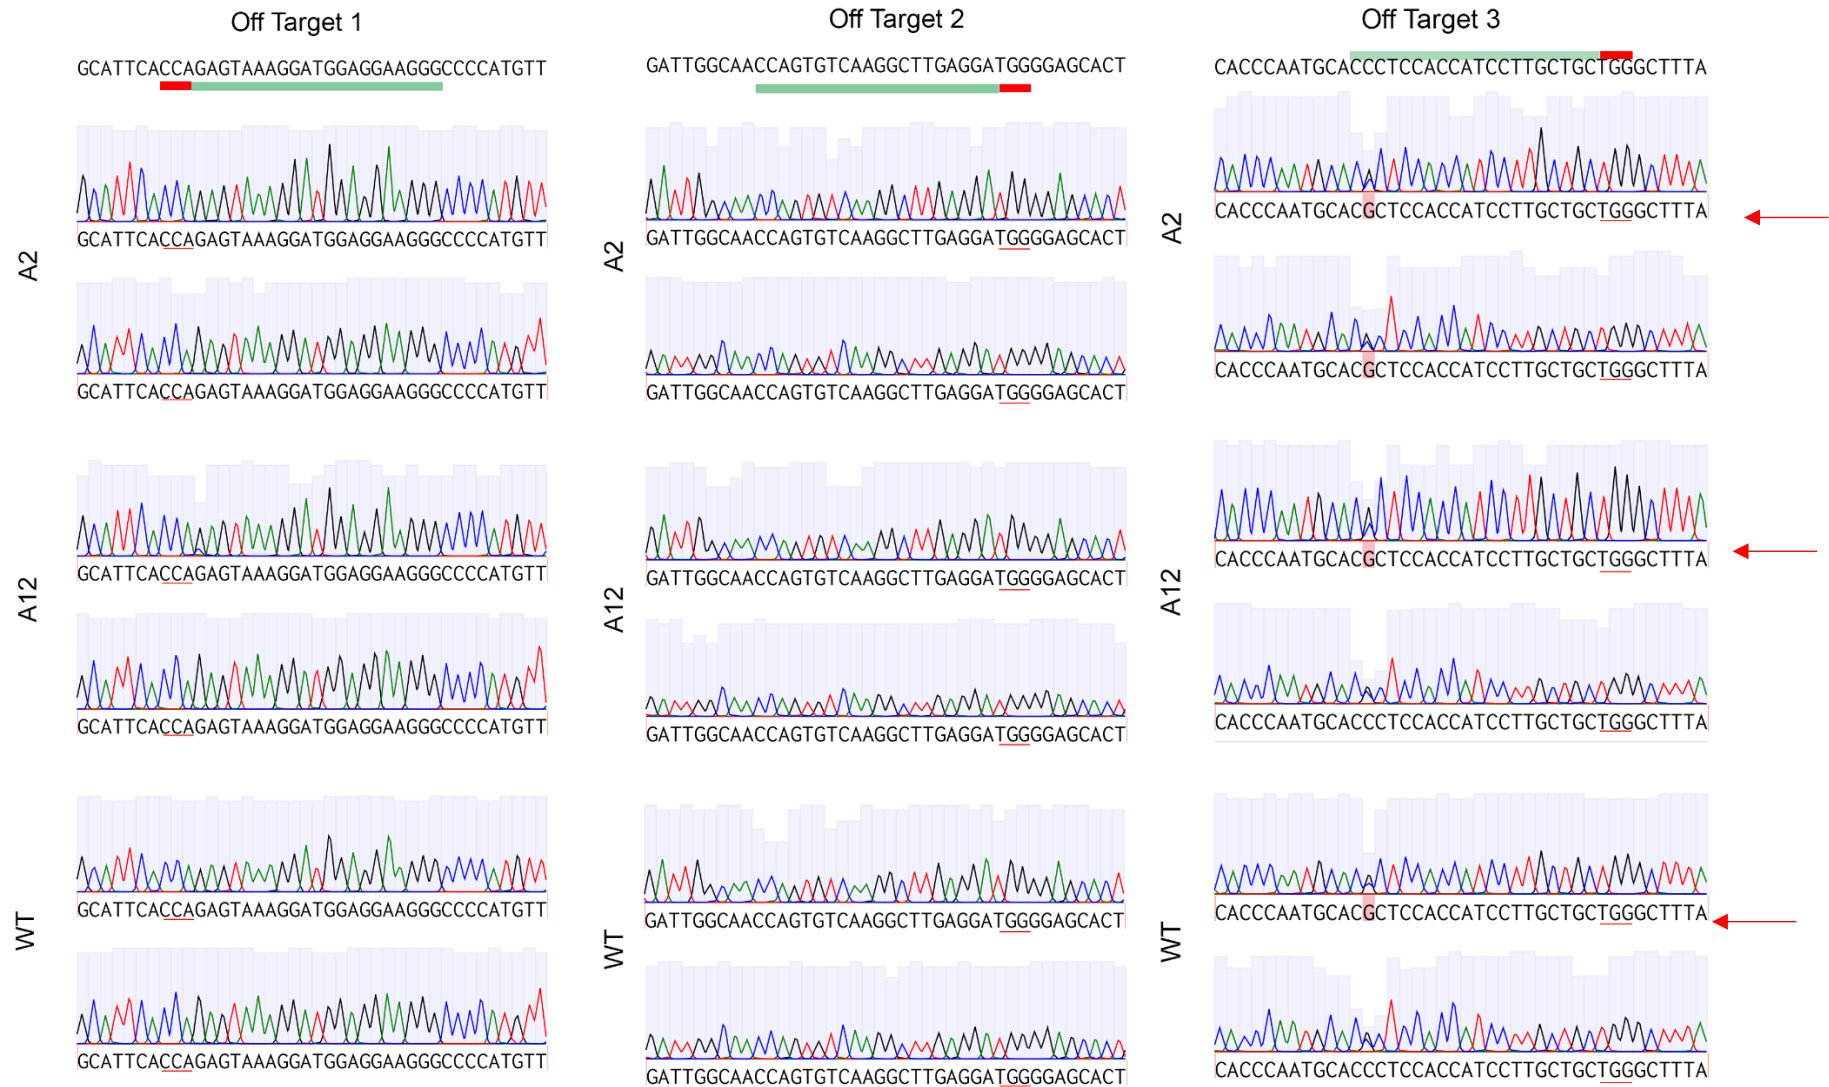 Off Target 1
GCATTCACCAGAGTAAAGGATGGAGGAAGGGCCCCATGTT
A2
GCATTCACCAGAGTAAAGGATGGAGGAAGGGCCCCATGTT
GCATTCACCAGAGTAAAGGATGGAGGAAGGGCCCCATGTT
A12
GCATTCACCAGAGTAAAGGATGGAGGAAGGGCCCCATGTT
GCATTCACCAGAGTAAAGGATGGAGGAAGGGCCCCATGTT
WT
GCATTCACCAGAGTAAAGGATGGAGGAAGGGCCCCATGTT
GCATTCACCAGAGTAAAGGATGGAGGAAGGGCCCCATGTT
Off Target 2
GATTGGCAACCAGTGTCAAGGCTTGAGGATGGGGAGCACT
A2
GATTGGCAACCAGTGTCAAGGCTTGAGGATGGGGAGCACT
GATTGGCAACCAGTGTCAAGGCTTGAGGATGGGGAGCACT
A12
GATTGGCAACCAGTGTCAAGGCTTGAGGATGGGGAGCACT
GATTGGCAACCAGTGTCAAGGCTTGAGGATGGGGAGCACT
WT
GATTGGCAACCAGTGTCAAGGCTTGAGGATGGGGAGCACT
GATTGGCAACCAGTGTCAAGGCTTGAGGATGGGGAGCACT
Off Target 3
CACCCAATGCACCCTCCACCATCCTTGCTGCTGGGCTTTA
A2
CACCCAATGCACGCTCCACCATCCTTGCTGCTGGGCTTTA
CACCCAATGCACGCTCCACCATCCTTGCTGCTGGGCTTTA
A12
CACCCAATGCACGCTCCACCATCCTTGCTGCTGGGCTTTA
CACCCAATGCACCCTCCACCATCCTTGCTGCTGGGCTTTA
WT
CACCCAATGCACGCTCCACCATCCTTGCTGCTGGGCTTTA
CACCCAATGCACCCTCCACCATCCTTGCTGCTGGGCTTTA